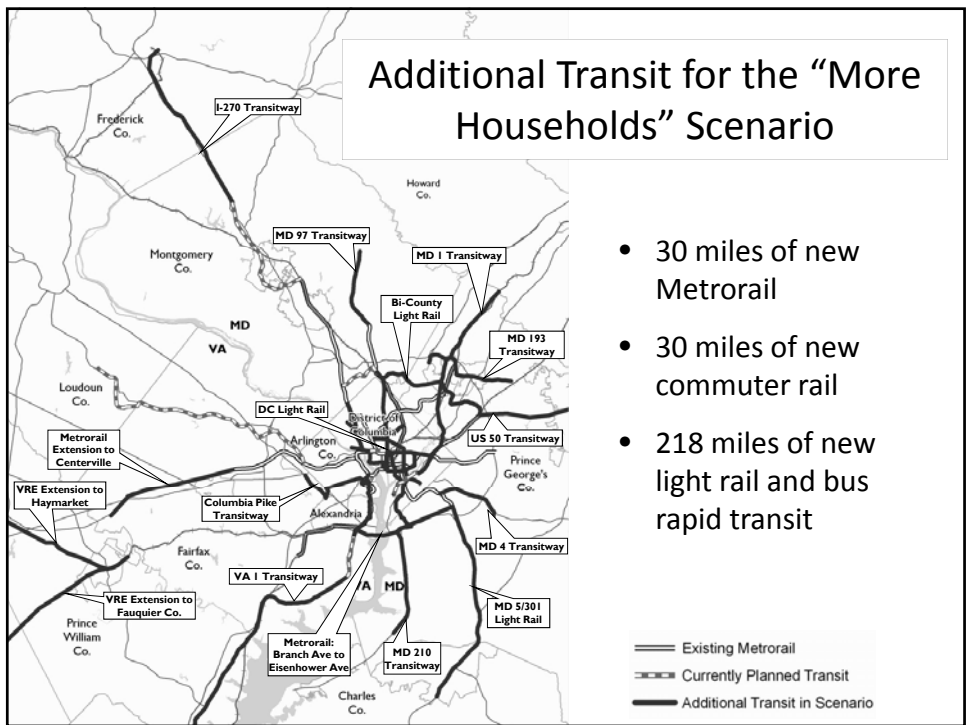 Additional Transit for the “More
Households” Scenario
I-270 Transitway
Frederick
Co.
Howard
Co.
MD 97 Transitway
Montgomery
Co.
MD 1 Transitway
Bi-County
Light Rail
MD
VA
MD 193
Transitway
Loudoun
Co.
DC Light Rail
District of
Columbia
US 50 Transitway
Arlington
Co.
Metrorail
Extension to
Centerville
Prince
George's
Co.
VRE Extension to
Haymarket
Columbia Pike
Transitway
Alexandria
MD 4 Transitway
Fairfax
Co.
VA 1 Transitway
VA
MD
VRE Extension to
Fauquier Co.
MD 5/301
Light Rail
Prince
William
Co.
Metrorail:
Branch Ave to
Eisenhower Ave
MD 210
Transitway
Charles
Co.
• 30 miles of new
Metrorail
• 30 miles of new
commuter rail
• 218 miles of new
light rail and bus
rapid transit
Existing Metrorail
Currently Planned Transit
Additional Transit in Scenario